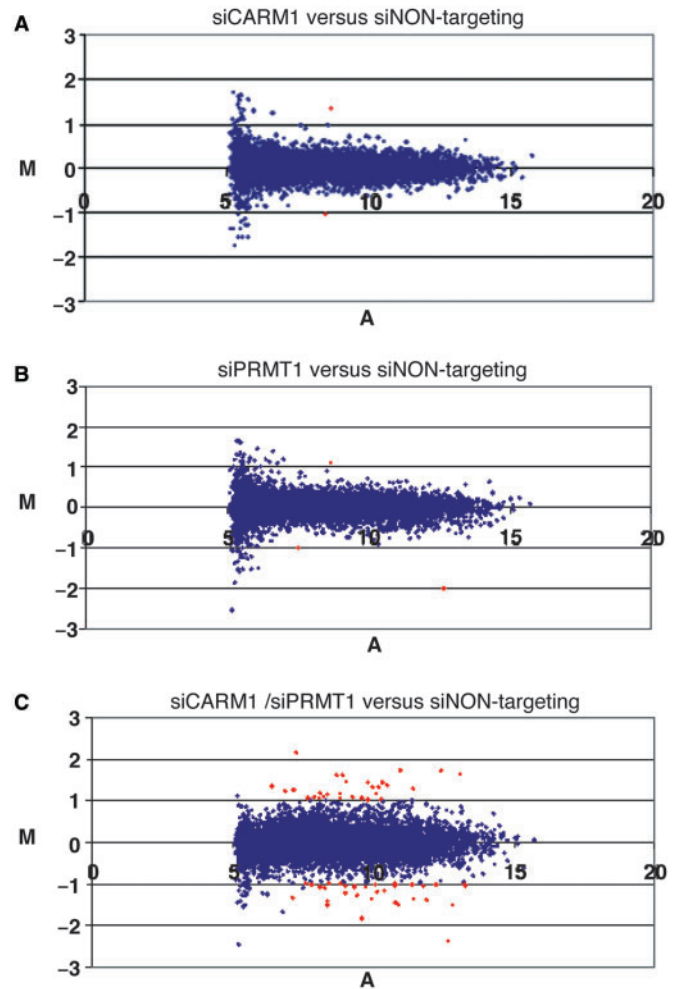 A
siCARM1 versus siNON-targeting
3
2
1
M
0
0 5 10 15 20
−1
−2
−3
A
B
siPRMT1 versus siNON-targeting
3
2
1
M
0
0 5 10 15 20
−1
−2
−3
A
C
siCARM1 /siPRMT1 versus siNON-targeting
3
2
1
M
0
0 5 10 15 20
−1
−2
−3
A